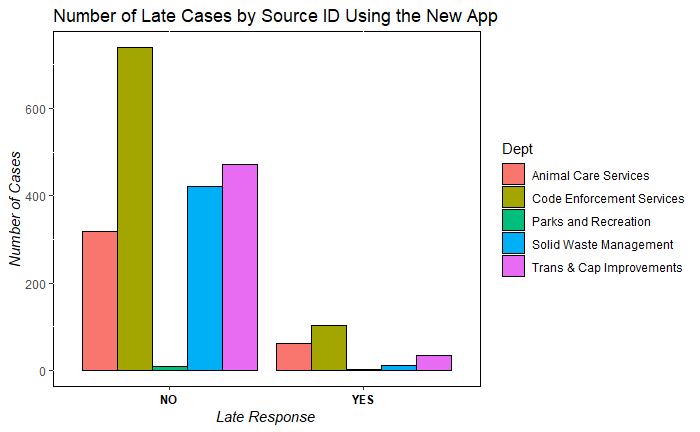 Number of Late Cases by Source ID Using the New App
Number of Cases
600
400
200
0
NO
YES
Late Response
Dept
Animal Care Services
Code Enforcement Services
Parks and Recreation
Solid Waste Management
Trans & Cap Improvements